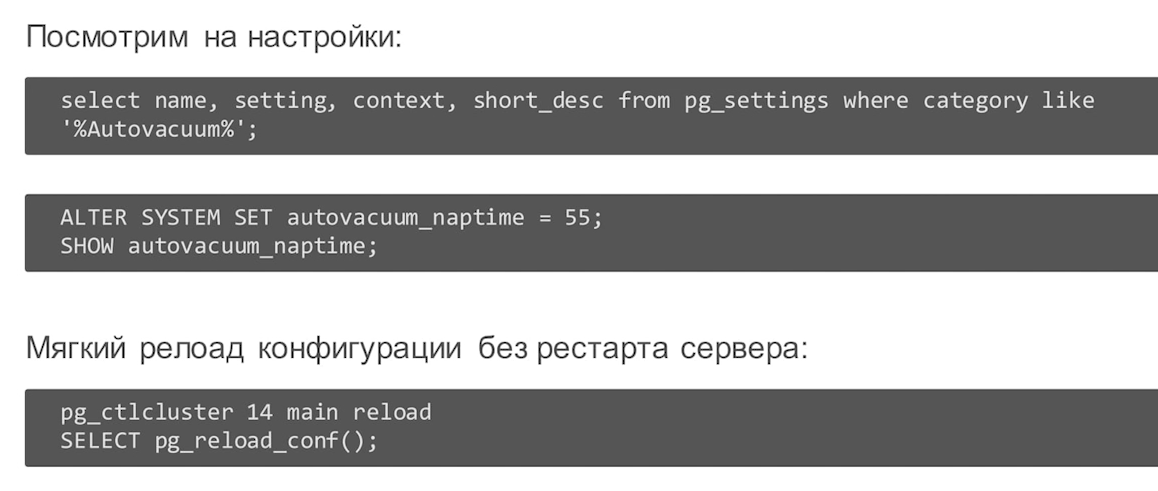 Посмотрим на настройки:
select name, setting, context, short_desc from pg_settings where category like
'%Autovacuum%';
ALTER SYSTEM SET autovacuum_naptime = 55;
SHOW autovacuum_naptime;
Мягкий релоад конфигурации без рестарта сервера:
pg_ctlcluster 14 main reload
SELECT pg_reload_conf();